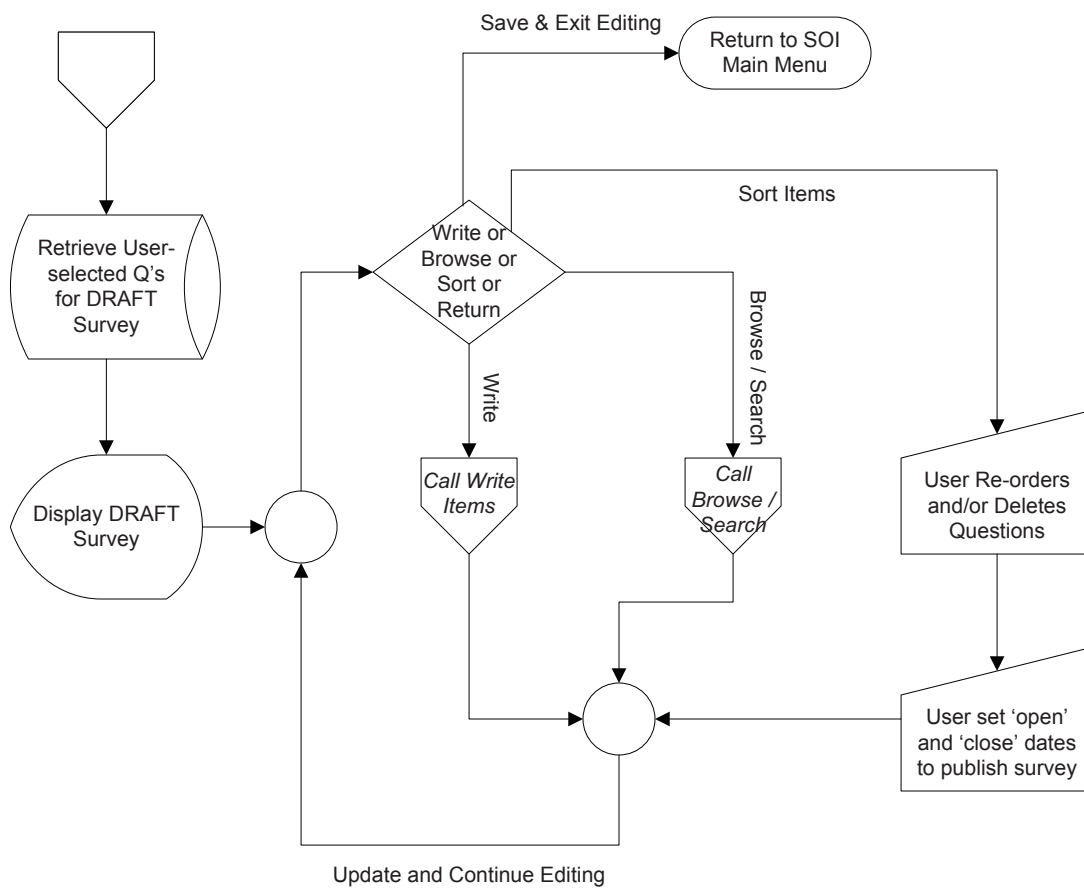 Save & Exit Editing
Return to SOI
Main Menu
Sort Items
Write or
Browse or
Sort or
Return
Retrieve User-
selected Q's
for DRAFT
Survey
Write
Browse / Search
Call Write
Items
Call
Browse /
Search
User Re-orders
and/or Deletes
Questions
Display DRAFT
Survey
User set ‘open’
and ‘close’ dates
to publish survey
Update and Continue Editing